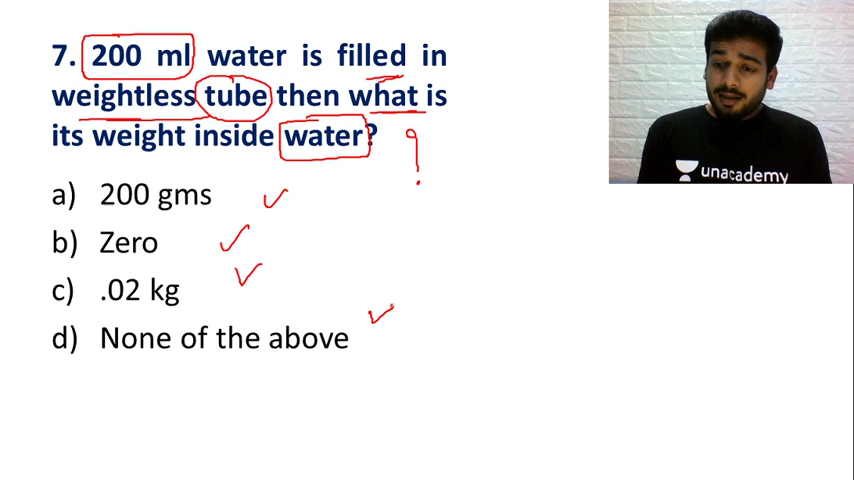 7. 200 ml water is filled in
weightless tube then what is
its weight inside water?
?
a) 200 gms
b) Zero
c) .02 kg
d) None of the above
unacademy